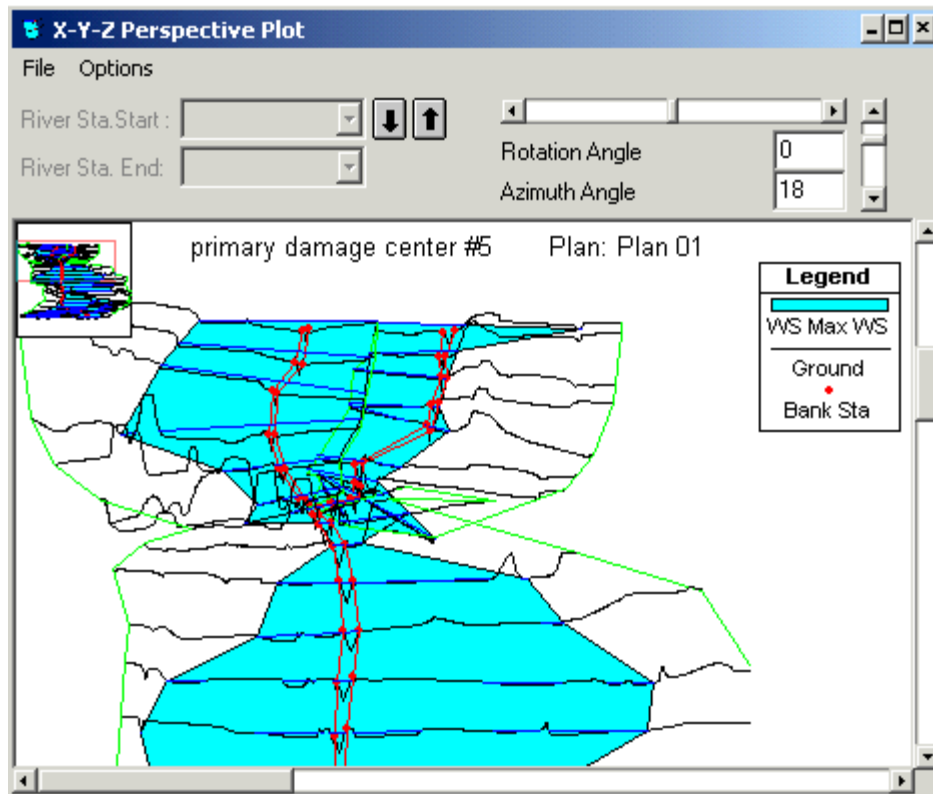 X-Y-Z Perspective Plot
File Options
River Sta.Start :
River Sta. End:
Rotation Angle 0
Azimuth Angle 18
primary damage center #5 Plan: Plan 01
Legend
WS Max WS
Ground
Bank Sta